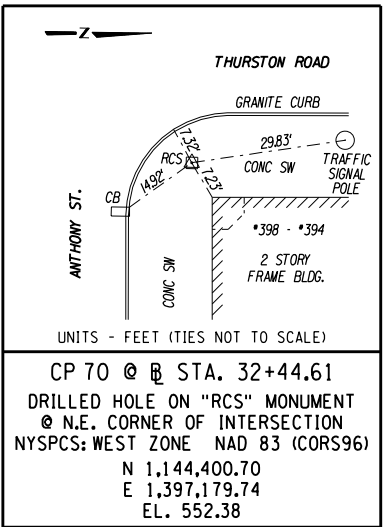 Z
THURSTON ROAD
GRANITE CURB
7.32'
29.83'
RCS
CONC SW
TRAFFIC
SIGNAL
POLE
14.92'
7.23'
CB
ANTHONY ST.
#398 - #394
2 STORY
FRAME BLDG.
CONC SW
UNITS - FEET (TIES NOT TO SCALE)
CP 70 @ BL STA. 32+44.61
DRILLED HOLE ON "RCS" MONUMENT
@ N.E. CORNER OF INTERSECTION
NYSPCS: WEST ZONE NAD 83 (CORS96)
N 1,144,400.70
E 1,397,179.74
EL. 552.38